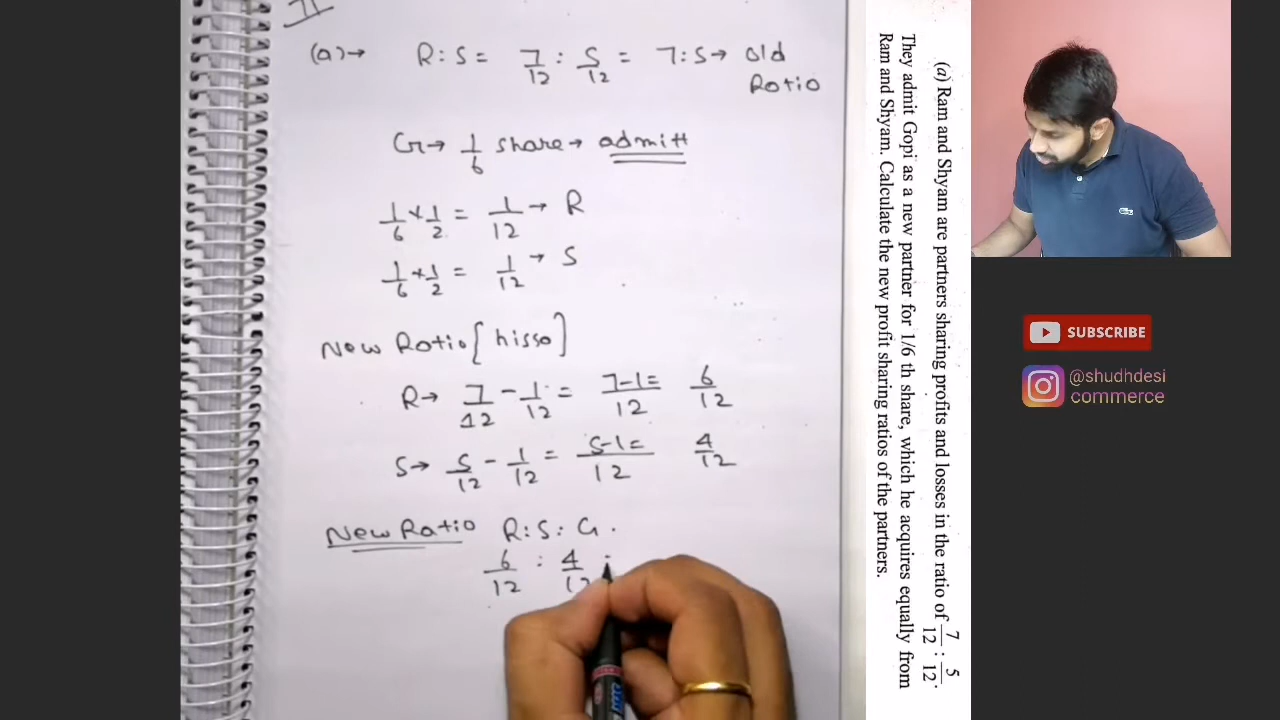 II
(a)→ R:S = 7/12 : 5/12 = 7:5→ old
Ratio
G→ 1/6 share→ admitt
1/6 × 1/2 = 1/12 → R
1/6 × 1/2 = 1/12 → S
New Ratio [hissa]
R→ 7/12 - 1/12 = 7-1=/12 6/12
S→ 5/12 - 1/12 = 5-1=/12 4/12
New Ratio R:S:G.
6/12 : 4/12 :
(a) Ram and Shyam are partners sharing profits and losses in the ratio of 7/12 : 5/12.
They admit Gopi as a new partner for 1/6 th share, which he acquires equally from
Ram and Shyam. Calculate the new profit sharing ratios of the partners.
SUBSCRIBE
@shudhdesi
commerce